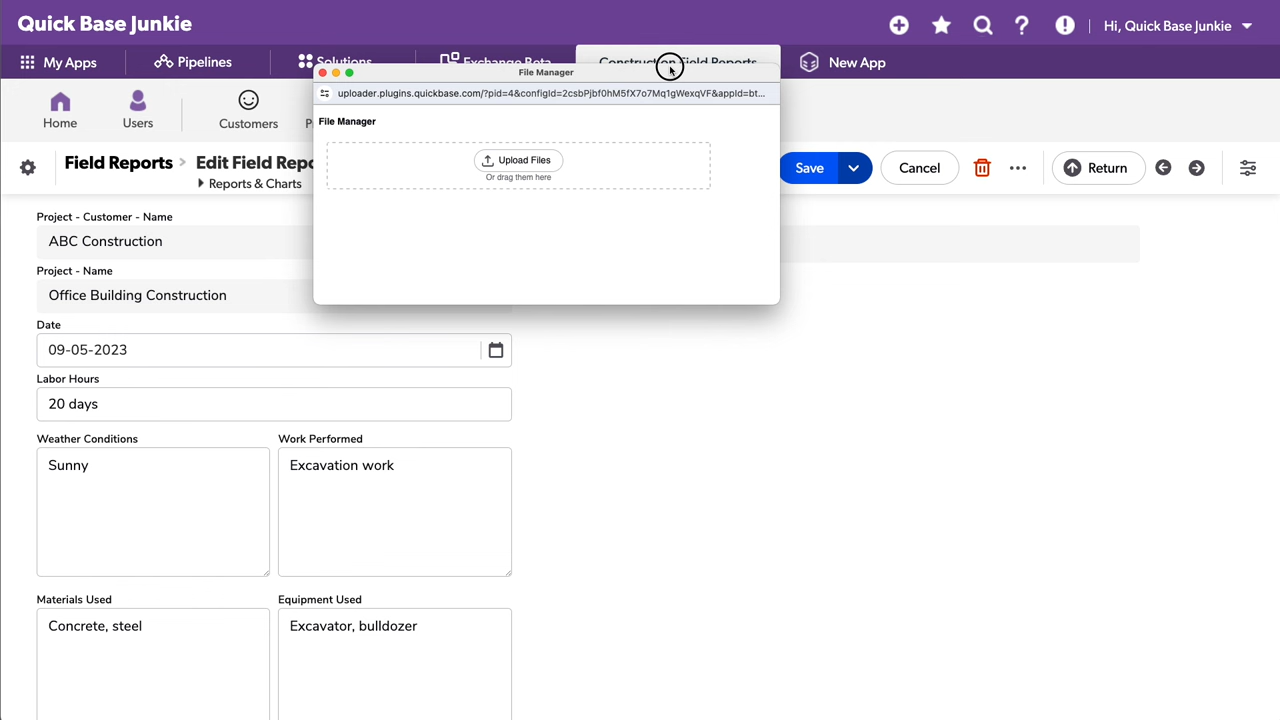 Quick Base Junkie
Hi, Quick Base Junkie
My Apps
Pipelines
Solutions
Exchange Beta
Construction Field Reports
New App
File Manager
uploader.plugins.quickbase.com/?pid=4&configId=2csbPjbf0hM5fX7o7Mq1gWexqVF&appId=bt...
File Manager
Upload Files
Or drag them here
Home
Users
Customers
P
Field Reports > Edit Field Repo
Reports & Charts
Save
Cancel
Return
Project - Customer - Name
ABC Construction
Project - Name
Office Building Construction
Date
09-05-2023
Labor Hours
20 days
Weather Conditions
Work Performed
Sunny
Excavation work
Materials Used
Equipment Used
Concrete, steel
Excavator, bulldozer